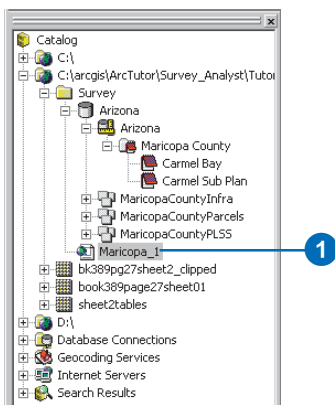 Catalog
C:\
C:\arcgis\ArcTutor\Survey_Analyst\Tutor
Survey
Arizona
Arizona
Maricopa County
Carmel Bay
Carmel Sub Plan
MaricopaCountyInfra
MaricopaCountyParcels
MaricopaCountyPLSS
Maricopa_1 1
bk389pg27sheet2_clipped
book389page27sheet01
sheet2tables
D:\
Database Connections
Geocoding Services
Internet Servers
Search Results